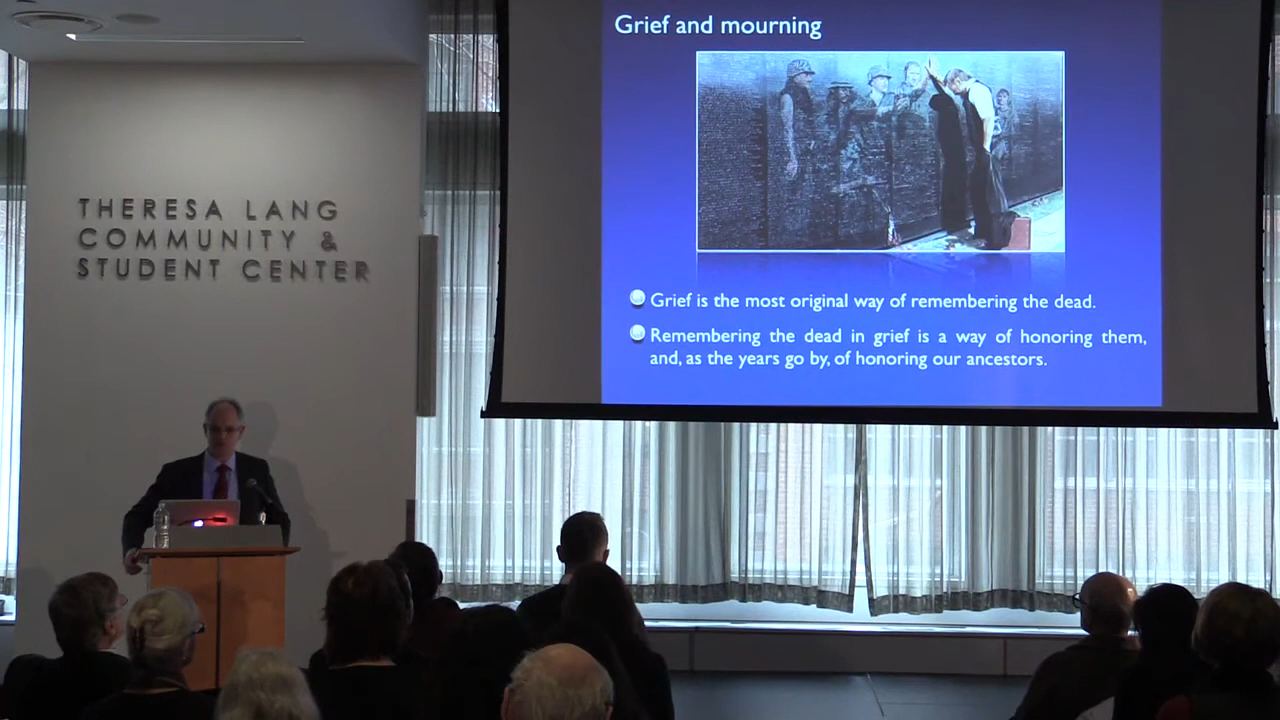 THERESA LANG
COMMUNITY &
STUDENT CENTER
Grief and mourning
Grief is the most original way of remembering the dead.
Remembering the dead in grief is a way of honoring them,
and, as the years go by, of honoring our ancestors.